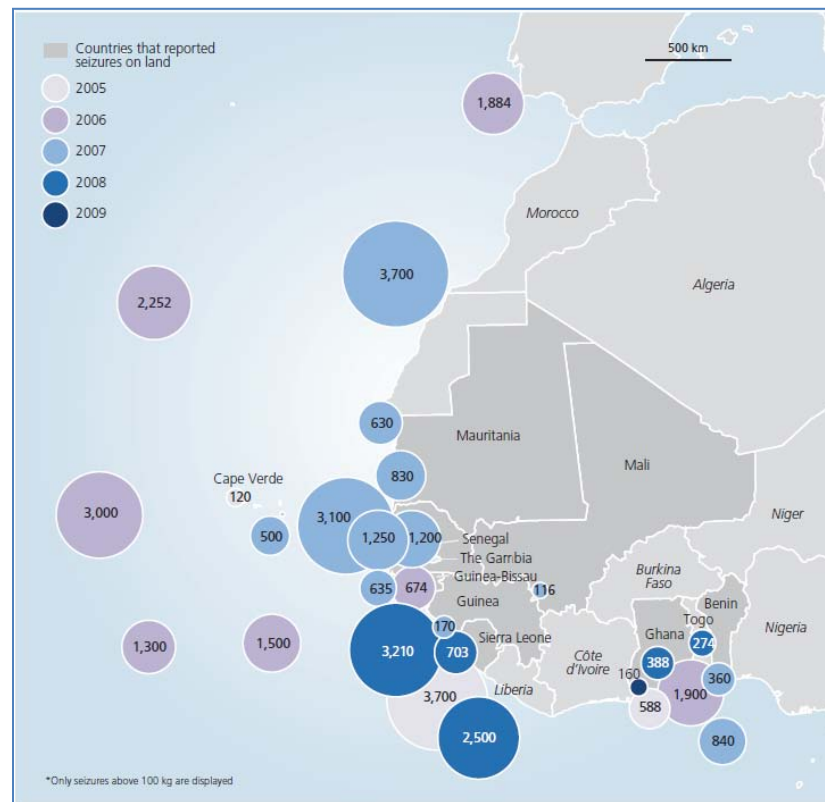 Countries that reported
seizures on land
2005
2006
2007
2008
2009
500 km
1,884
Morocco
3,700
Algeria
2,252
630
Mauritania
Mali
830
Cape Verde
120
3,000
500
3,100
1,250
1,200
Senegal
The Gambia
Guinea-Bissau
Niger
635
674
Guinea
116
Burkina
Faso
Benin
Togo
Nigeria
170
Sierra Leone
Ghana
274
1,300
1,500
3,210
703
Côte
d'Ivoire
388
160
360
Liberia
3,700
588
1,900
2,500
840
*Only seizures above 100 kg are displayed